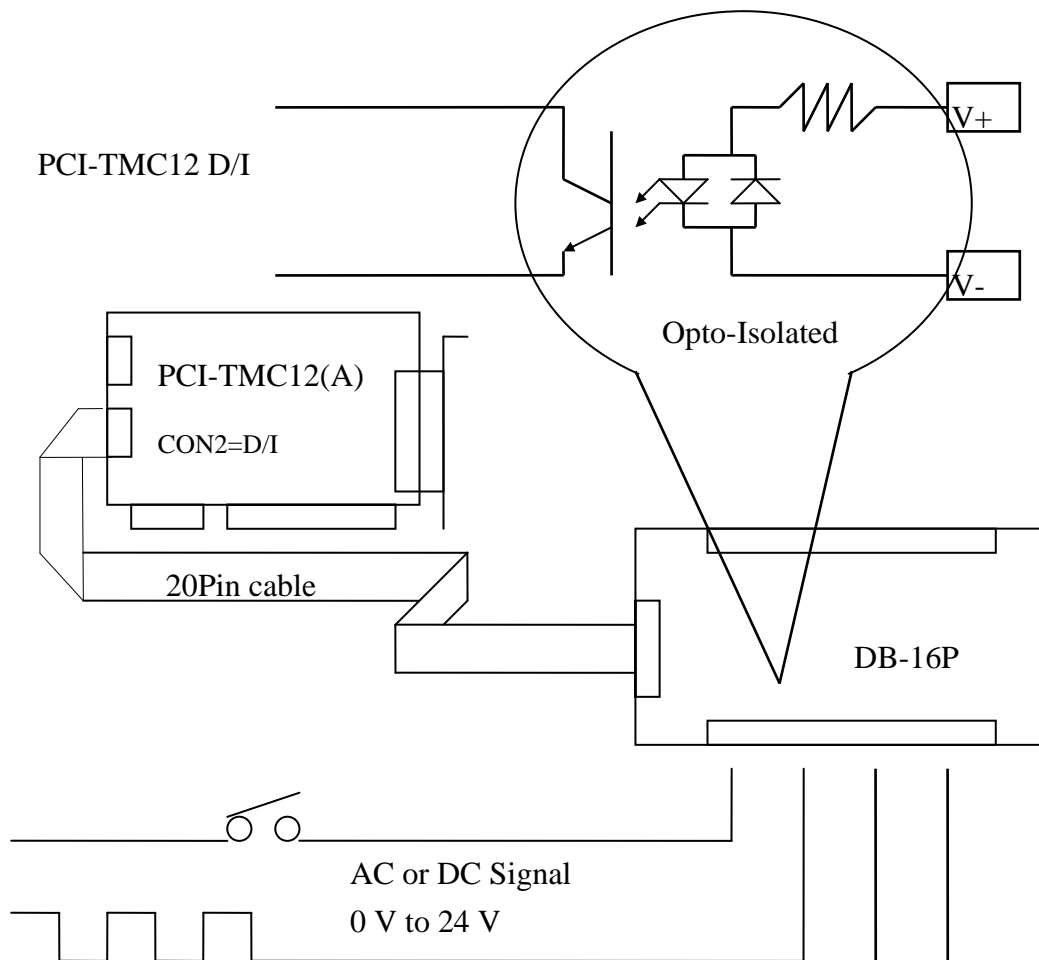 V+
PCI-TMC12 D/I
V-
Opto-Isolated
PCI-TMC12(A)
CON2=D/I
20Pin cable
DB-16P
AC or DC Signal
0 V to 24 V